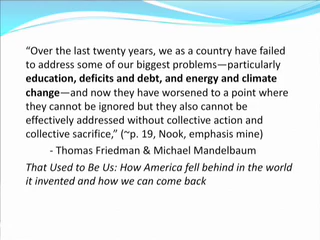 “Over the last twenty years, we as a country have failed
to address some of our biggest problems—particularly
education, deficits and debt, and energy and climate
change—and now they have worsened to a point where
they cannot be ignored but they also cannot be
effectively addressed without collective action and
collective sacrifice,” (~p. 19, Nook, emphasis mine)
- Thomas Friedman & Michael Mandelbaum
That Used to Be Us: How America fell behind in the world
it invented and how we can come back